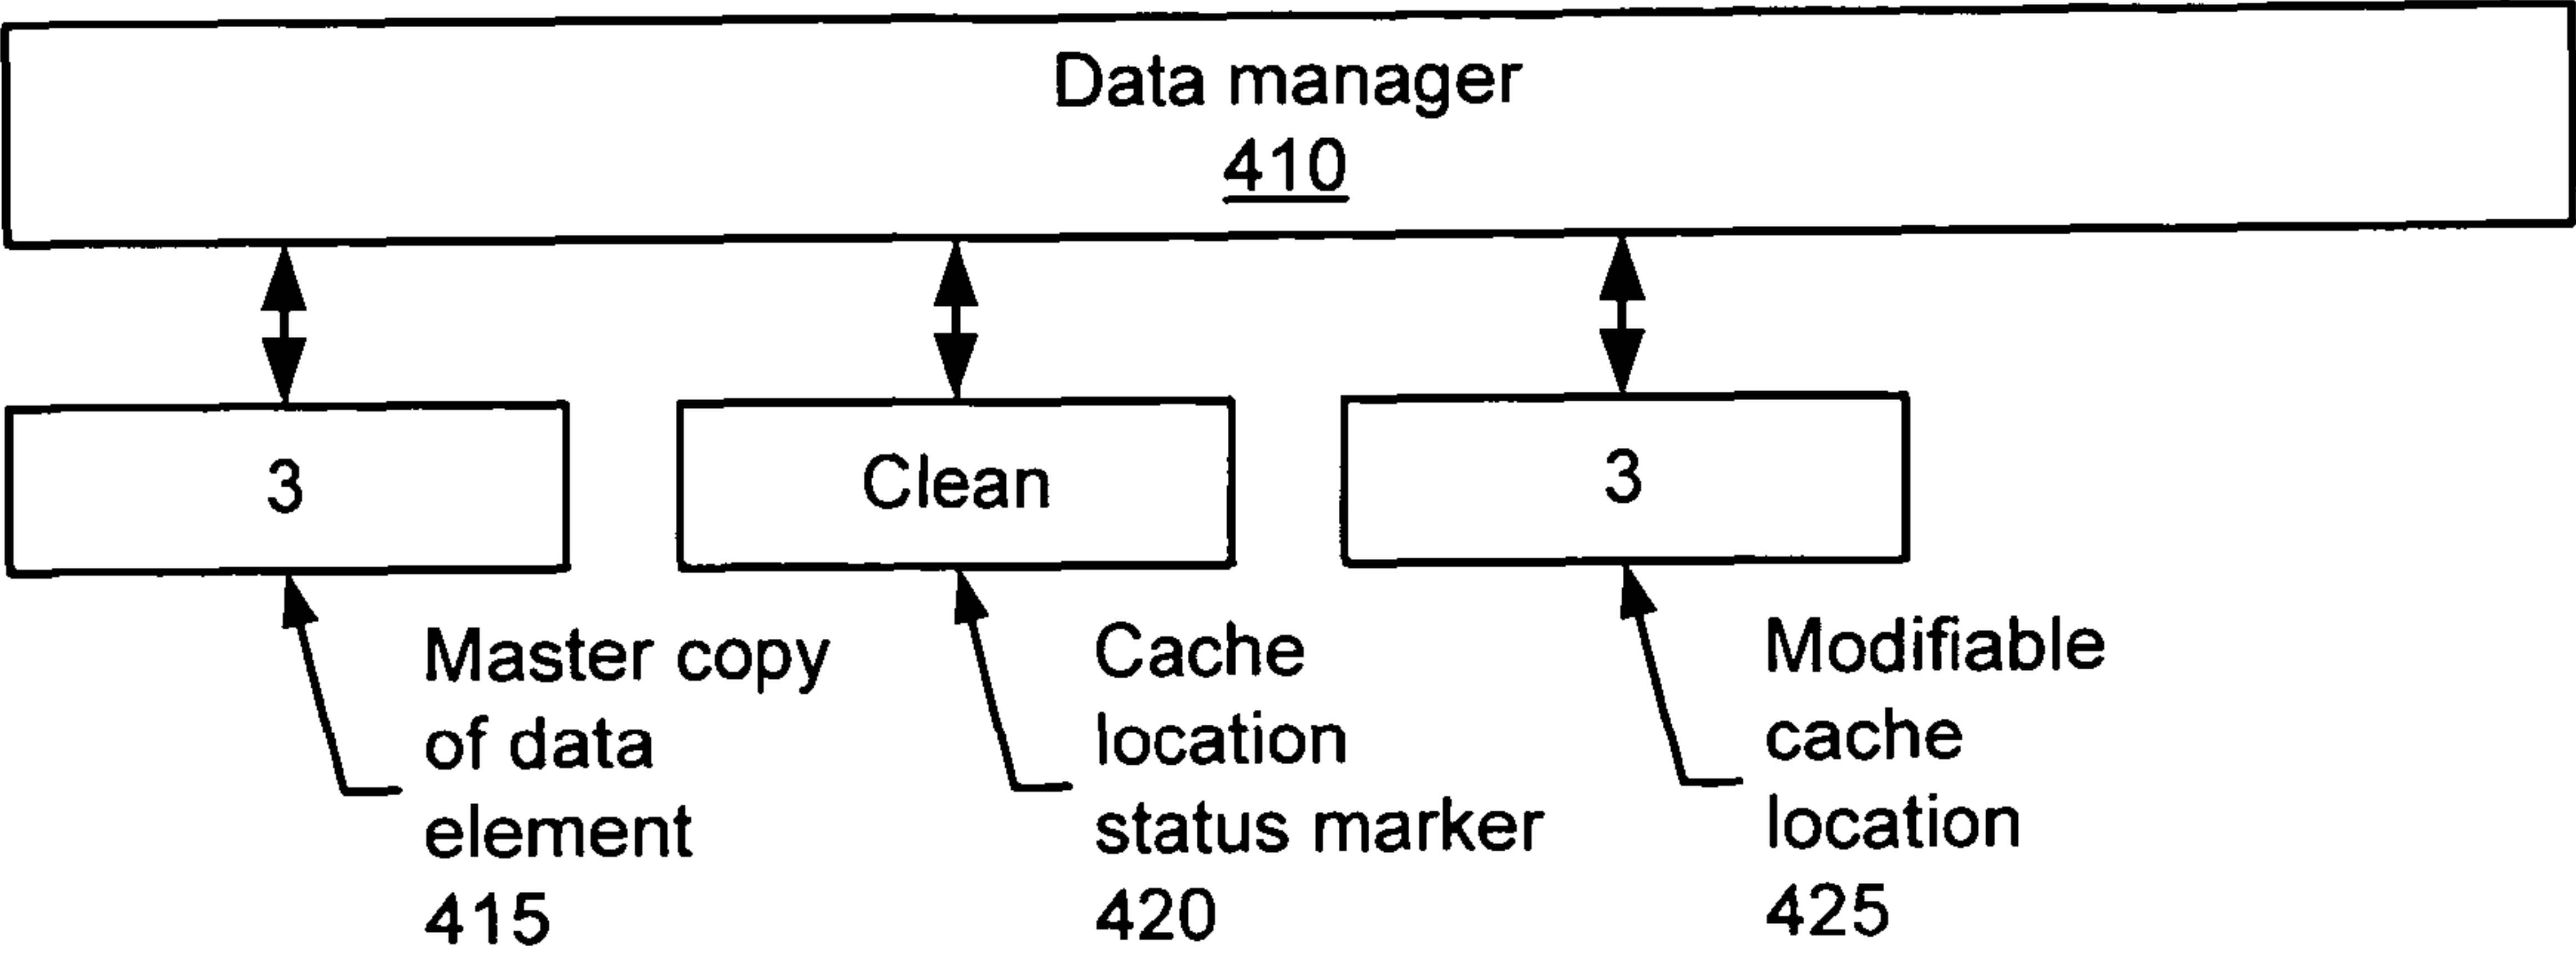 Data manager
410
3
Clean
3
Master copy
of data
element
415
Cache
location
status marker
420
Modifiable
cache
location
425